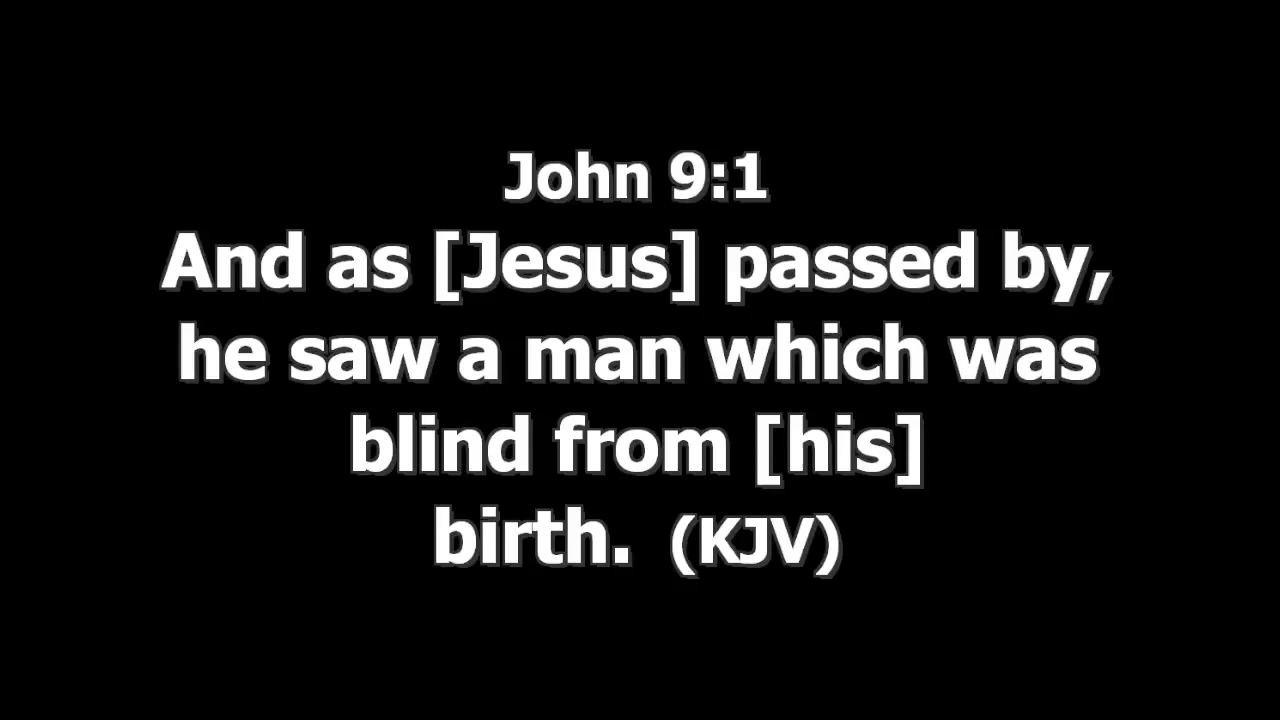 John 9:1
And as [Jesus] passed by,
he saw a man which was
blind from [his]
birth. (KJV)